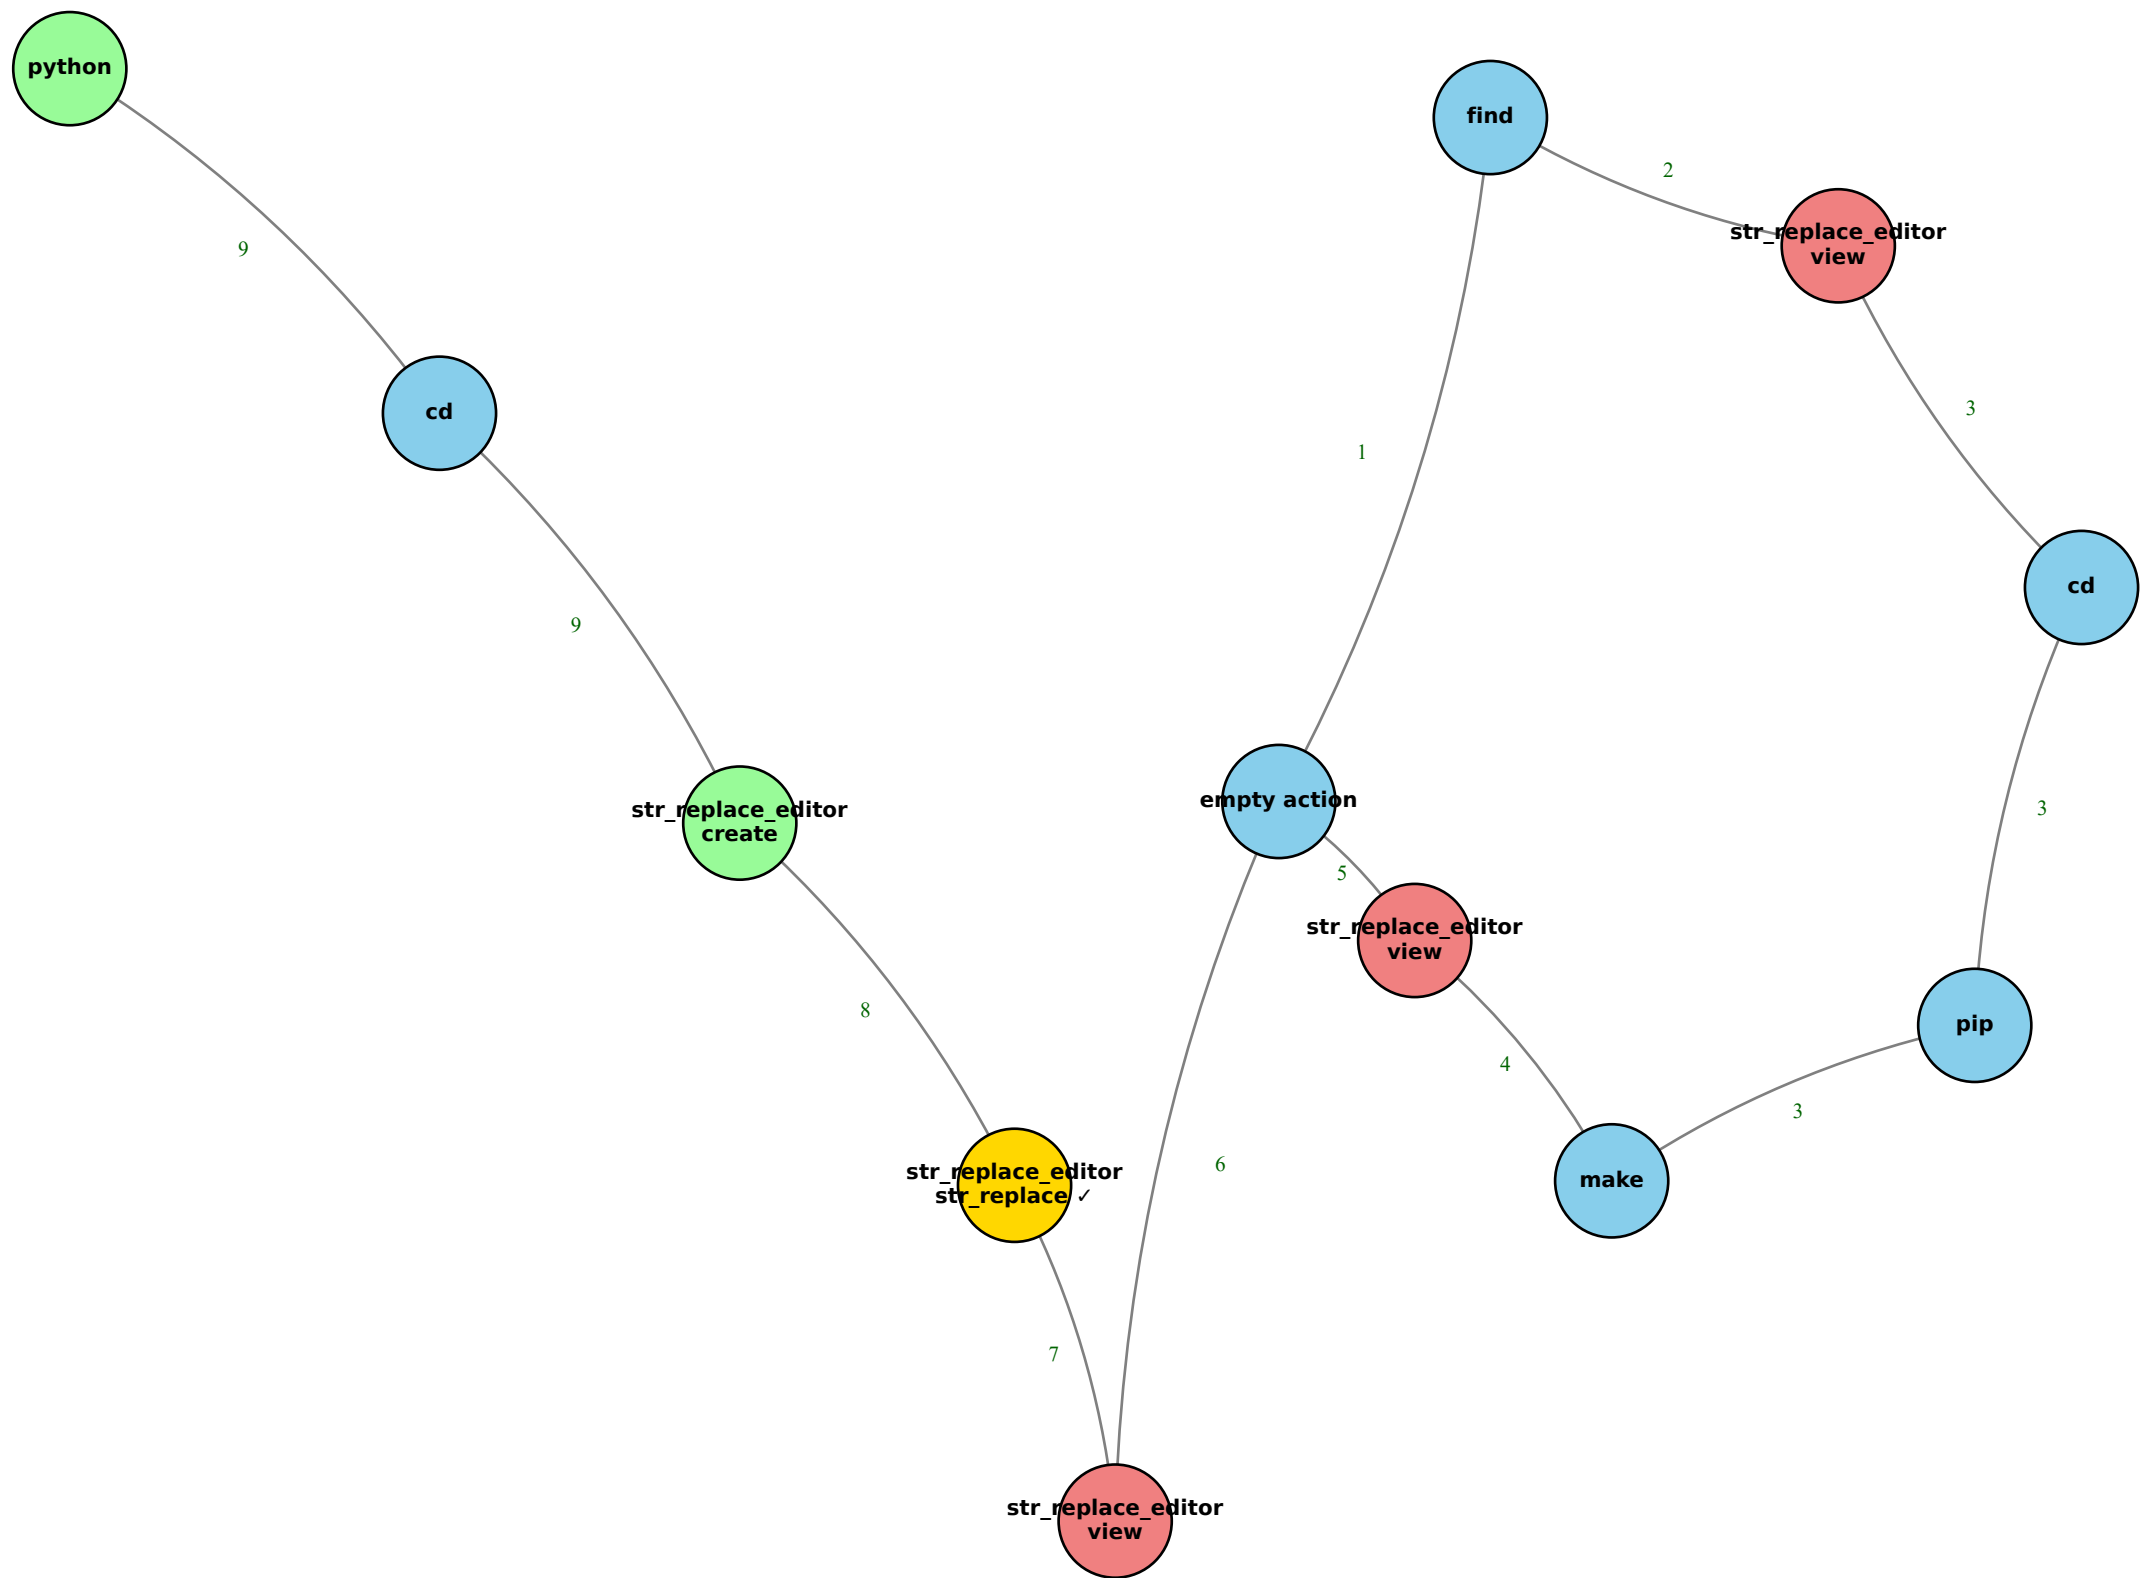 python
find
2
str_replace_editor
view
9
cd
3
1
cd
9
str_replace_editor
create
empty action
3
5
str_replace_editor
view
8
pip
4
3
6
str_replace_editor
str_replace ✓
make
7
str_replace_editor
view